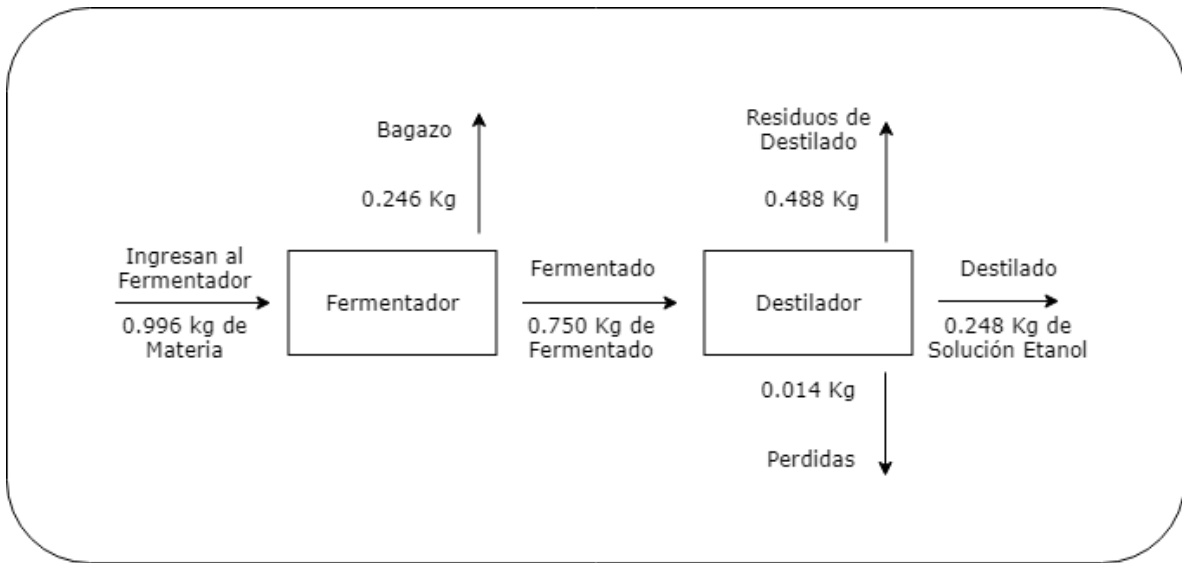 Bagazo
0.246 Kg
Residuos de
Destilado
0.488 Kg
Ingresan al
Fermentador
0.996 kg de
Materia
Fermentador
Fermentado
0.750 Kg de
Fermentado
Destilador
Destilado
0.248 Kg de
Solución Etanol
0.014 Kg
Perdidas